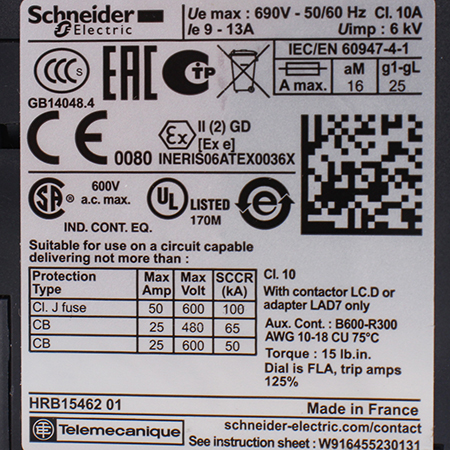 Schneider Electric
Ue max : 690V - 50/60 Hz Cl. 10A
Ie 9 - 13A Uimp : 6 kV
IEC/EN 60947-4-1
CCC EAC
GB14048.4
aM g1-gL
A max. 16 25
CE 0080
Ex II (2) GD
[Ex e]
INERIS06ATEX0036X
SA 600V a.c. max.
UL LISTED 170M
IND. CONT. EQ.
Suitable for use on a circuit capable
delivering not more than :
Protection Type Max Amp Max Volt SCCR (kA)
Cl. J fuse 50 600 100
CB 25 480 65
CB 25 600 50
Cl. 10
With contactor LC.D or
adapter LAD7 only
Aux. Cont. : B600-R300
AWG 10-18 CU 75°C
Torque : 15 lb.in.
Dial is FLA, trip amps
125%
HRB15462 01 Made in France
TE Telemecanique
schneider-electric.com/contact
See instruction sheet : W916455230131